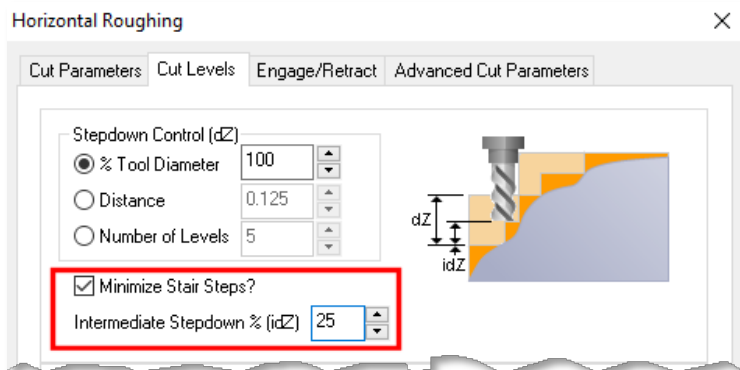 Horizontal Roughing
Cut Parameters Cut Levels Engage/Retract Advanced Cut Parameters
Stepdown Control (dZ)
% Tool Diameter 100
Distance 0.125
Number of Levels 5
dZ
idZ
Minimize Stair Steps?
Intermediate Stepdown % (idZ) 25